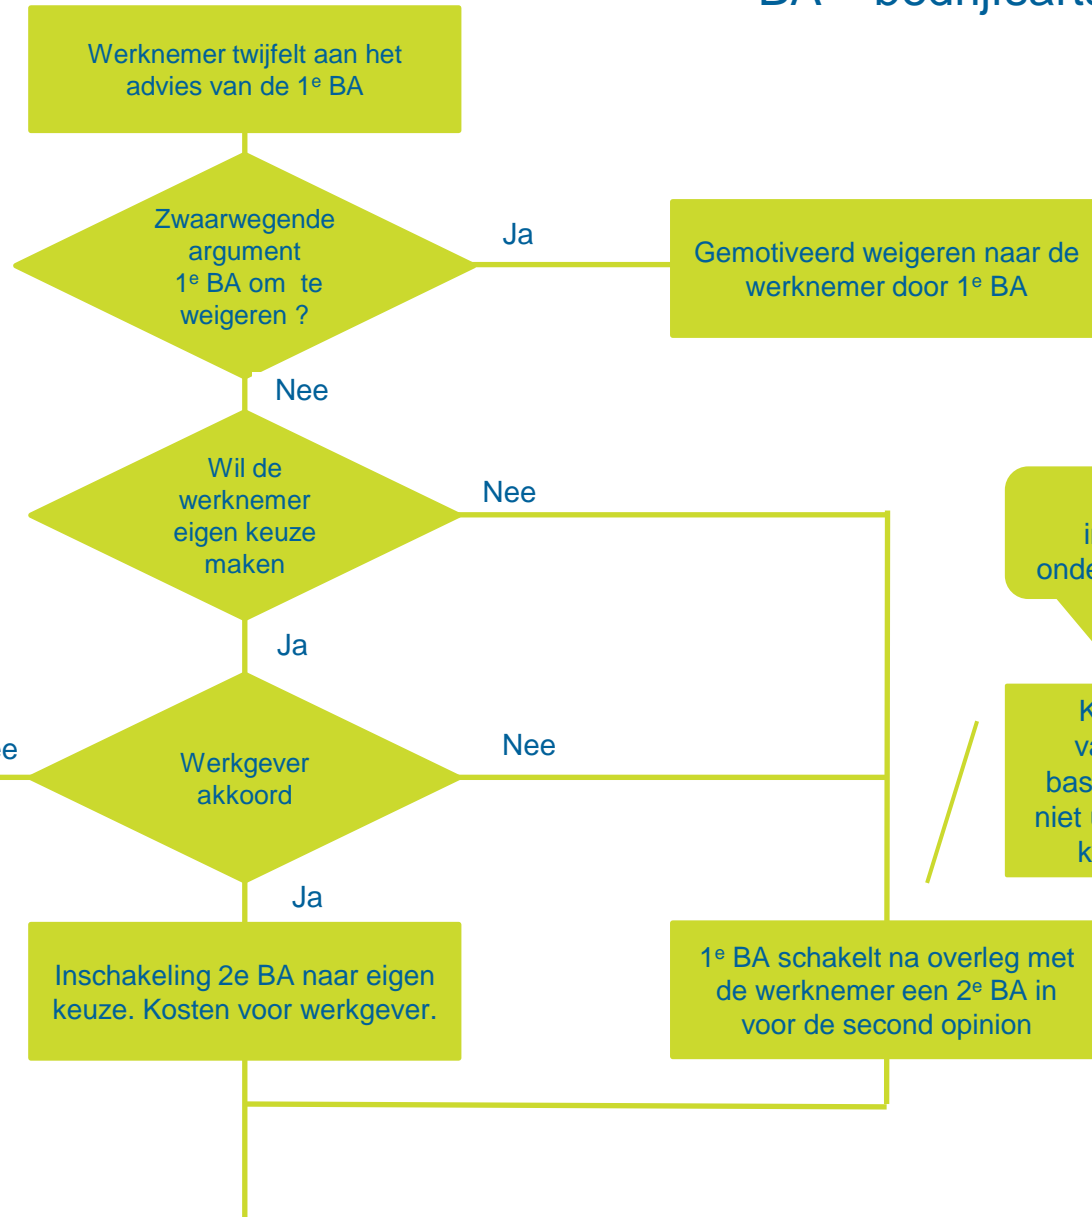 BA
Werknemer twijfelt aan het
advies van de 1e BA
Zwaarwegende
argument
1e BA om te
weigeren ?
Ja
Gemotiveerd weigeren naar de
werknemer door 1e BA
Nee
Wil de
werknemer
eigen keuze
maken
Nee
Ja
Werkgever
akkoord
Nee
niet
Ja
Inschakeling 2e BA naar eigen
keuze. Kosten voor werkgever.
1e BA schakelt na overleg met
de werknemer een 2e BA in
voor de second opinion